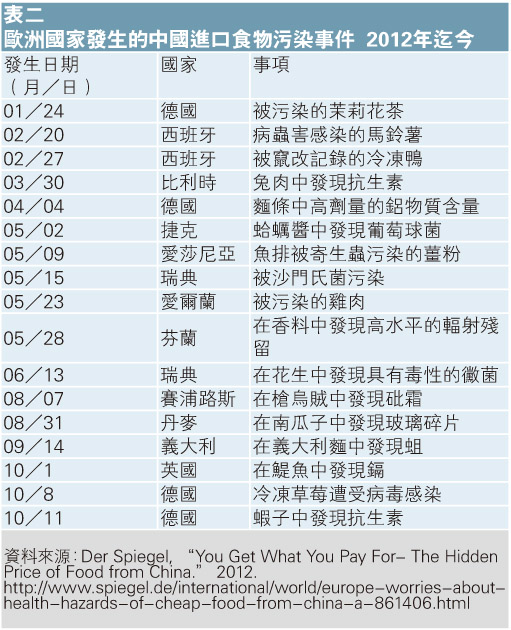 表二
歐洲國家發生的中國進口食物污染事件 2012年迄今
發生日期 國家 事項
（月／日）
01／24 德國 被污染的茉莉花茶
02／20 西班牙 病蟲害感染的馬鈴薯
02／27 西班牙 被竄改記錄的冷凍鴨
03／30 比利時 兔肉中發現抗生素
04／04 德國 麵條中高劑量的鋁物質含量
05／02 捷克 蛤蠣醬中發現葡萄球菌
05／09 愛莎尼亞 魚排被寄生蟲污染的薑粉
05／15 瑞典 被沙門氏菌污染
05／23 愛爾蘭 被污染的雞肉
05／28 芬蘭 在香料中發現高水平的輻射殘
留
06／13 瑞典 在花生中發現具有毒性的黴菌
08／07 賽浦路斯 在槍烏賊中發現砒霜
08／31 丹麥 在南瓜子中發現玻璃碎片
09／14 義大利 在義大利麵中發現蛆
10／1 英國 在鯷魚中發現鎘
10／8 德國 冷凍草莓遭受病毒感染
10／11 德國 蝦子中發現抗生素
資料來源：Der Spiegel, “You Get What You Pay For– The Hidden
Price of Food from China.” 2012.
http://www.spiegel.de/international/world/europe–worries–about–
health–hazards–of–cheap–food–from–china–a–861406.html